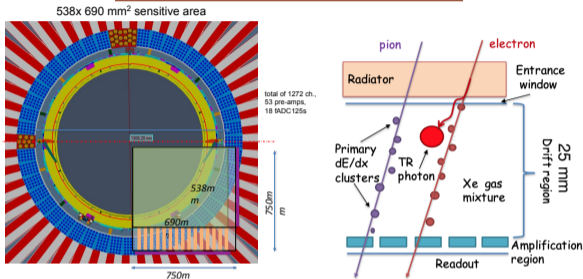 538x 690 mm² sensitive area
total of 1272 ch.,
53 pre-amps,
18 fADC125s
538m
m
690m
m
750m
m
750m
pion
electron
Radiator
Entrance
window
Primary
dE/dx
clusters
TR
photon
Xe gas
mixture
25 mm
Drift region
Amplification
region
Readout